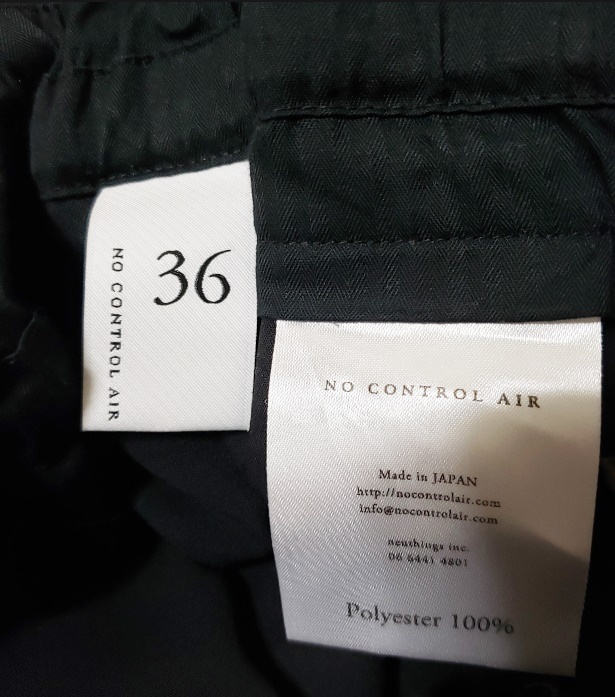 36
NO CONTROL AIR
NO CONTROL AIR
Made in JAPAN
http://nocontrolair.com
info@nocontrolair.com
neuthings inc.
06 6441 4801
Polyester 100%